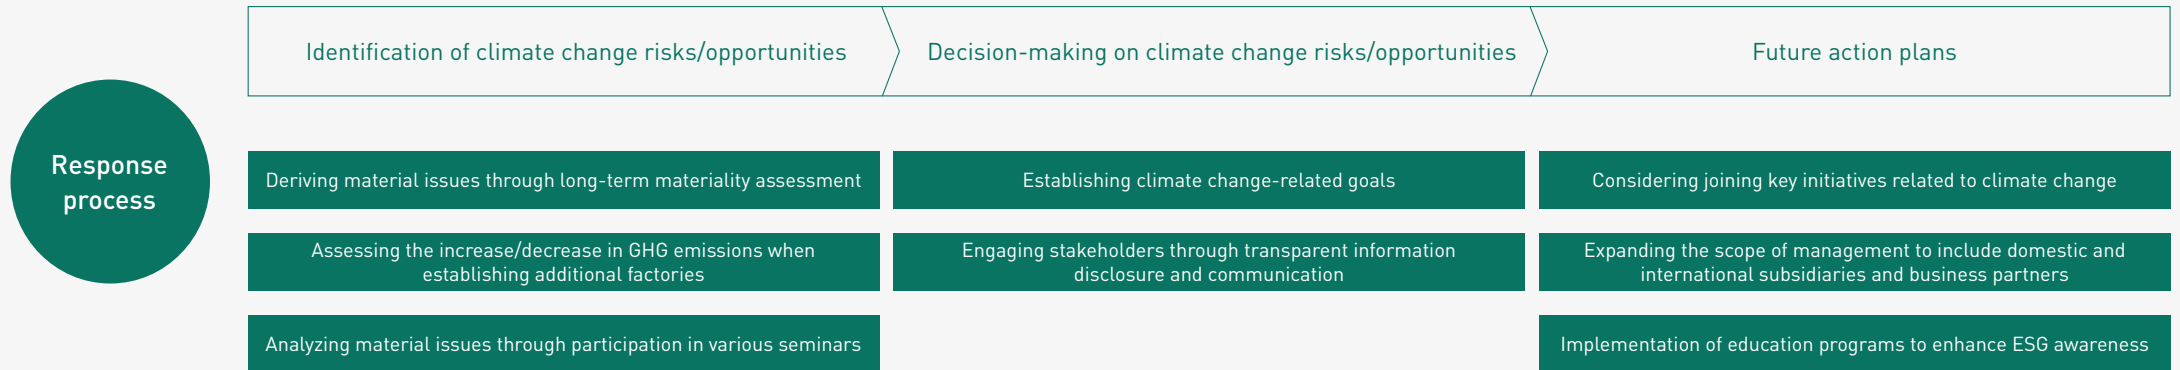 Response
process
Identification of climate change risks/opportunities
Decision-making on climate change risks/opportunities
Future action plans
Deriving material issues through long-term materiality assessment
Establishing climate change-related goals
Considering joining key initiatives related to climate change
Assessing the increase/decrease in GHG emissions when
establishing additional factories
Engaging stakeholders through transparent information
disclosure and communication
Expanding the scope of management to include domestic and
international subsidiaries and business partners
Analyzing material issues through participation in various seminars
Implementation of education programs to enhance ESG awareness